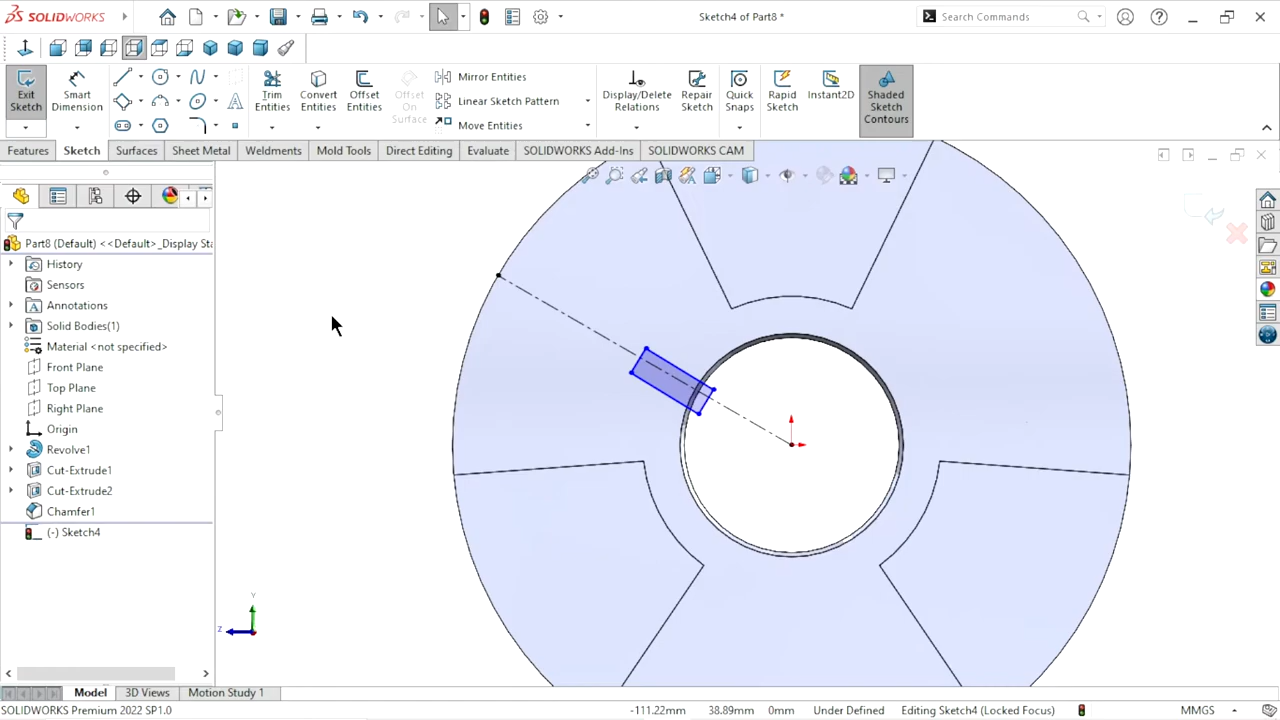 SOLIDWORKS
Sketch4 of Part8 *
Search Commands
Exit Sketch
Smart Dimension
Trim Entities
Convert Entities
Offset Entities
Offset On Surface
Mirror Entities
Linear Sketch Pattern
Move Entities
Display/Delete Relations
Repair Sketch
Quick Snaps
Rapid Sketch
Instant2D
Shaded Sketch Contours
Features
Sketch
Surfaces
Sheet Metal
Weldments
Mold Tools
Direct Editing
Evaluate
SOLIDWORKS Add-Ins
SOLIDWORKS CAM
Part8 (Default) <<Default>_Display Sta
History
Sensors
Annotations
Solid Bodies(1)
Material <not specified>
Front Plane
Top Plane
Right Plane
Origin
Revolve1
Cut-Extrude1
Cut-Extrude2
Chamfer1
(-) Sketch4
Y
Z
Model
3D Views
Motion Study 1
SOLIDWORKS Premium 2022 SP1.0
-111.22mm
38.89mm
0mm
Under Defined
Editing Sketch4 (Locked Focus)
MMGS